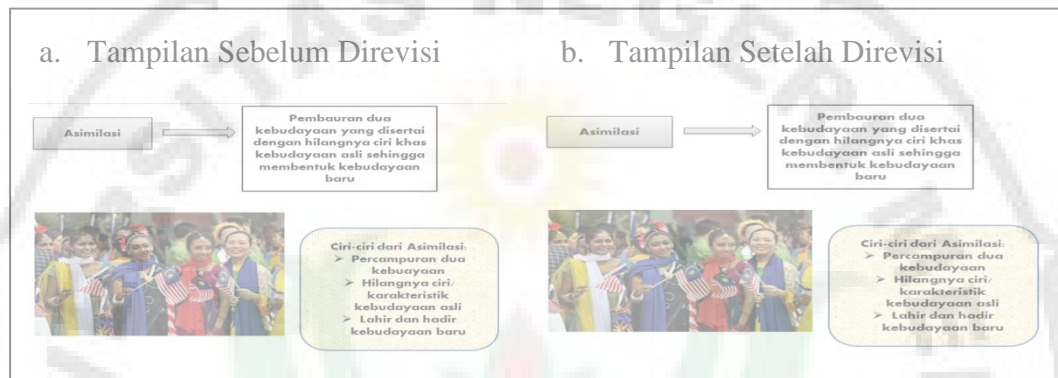 a. Tampilan Sebelum Direvisi
Asimilasi
Pembauran dua
kebudayaan yang disertai
dengan hilangnya ciri khas
kebudayaan asli sehingga
membentuk kebudayaan
baru
Ciri-ciri dari Asimilasi:
➢ Percampuran dua
kebuayaan
➢ Hilangnya ciri/
karakteristik
kebudayaan asli
➢ Lahir dan hadir
kebudayaan baru
b. Tampilan Setelah Direvisi
Asimilasi
Pembauran dua
kebudayaan yang disertai
dengan hilangnya ciri khas
kebudayaan asli sehingga
membentuk kebudayaan
baru
Ciri-ciri dari Asimilasi:
➢ Percampuran dua
kebudayaan
➢ Hilangnya ciri/
karakteristik
kebudayaan asli
➢ Lahir dan hadir
kebudayaan baru